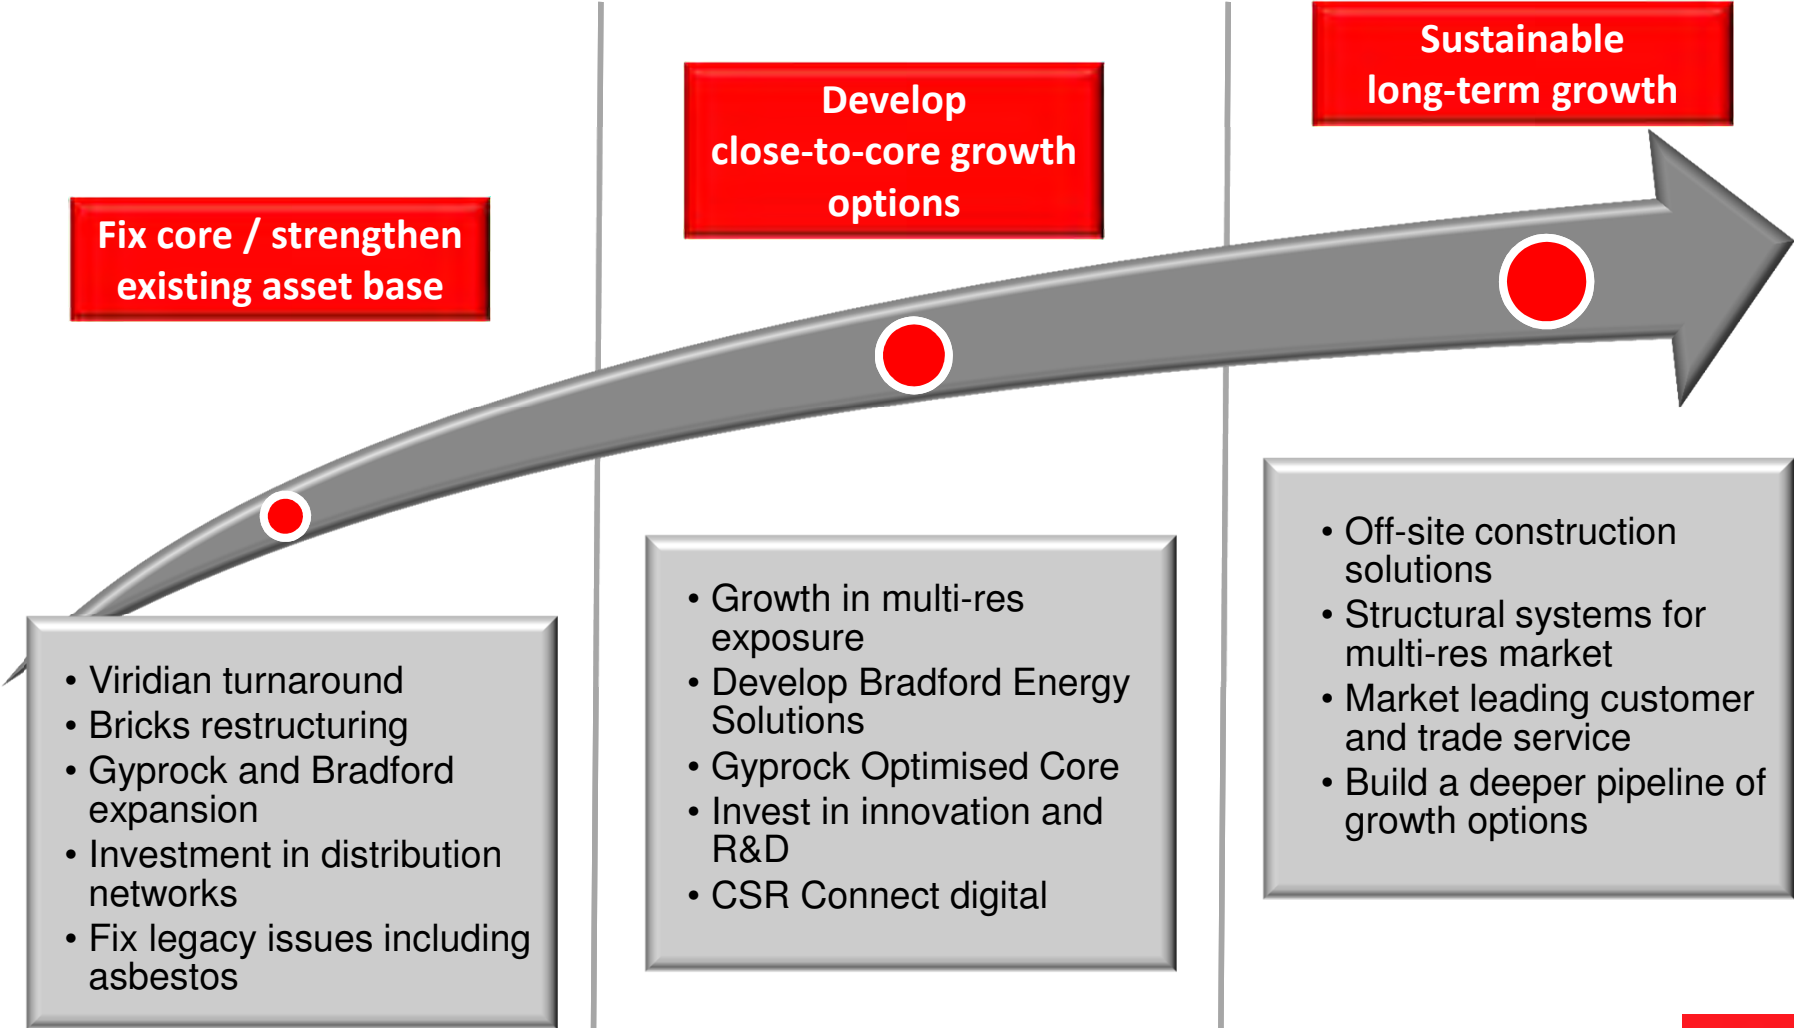 Fix core / strengthen
existing asset base
• Viridian turnaround
• Bricks restructuring
• Gyprock and Bradford
expansion
• Investment in distribution
networks
• Fix legacy issues including
asbestos
Develop
close-to-core growth
options
• Growth in multi-res
exposure
• Develop Bradford Energy
Solutions
• Gyprock Optimised Core
• Invest in innovation and
R&D
• CSR Connect digital
Sustainable
long-term growth
• Off-site construction
solutions
• Structural systems for
multi-res market
• Market leading customer
and trade service
• Build a deeper pipeline of
growth options